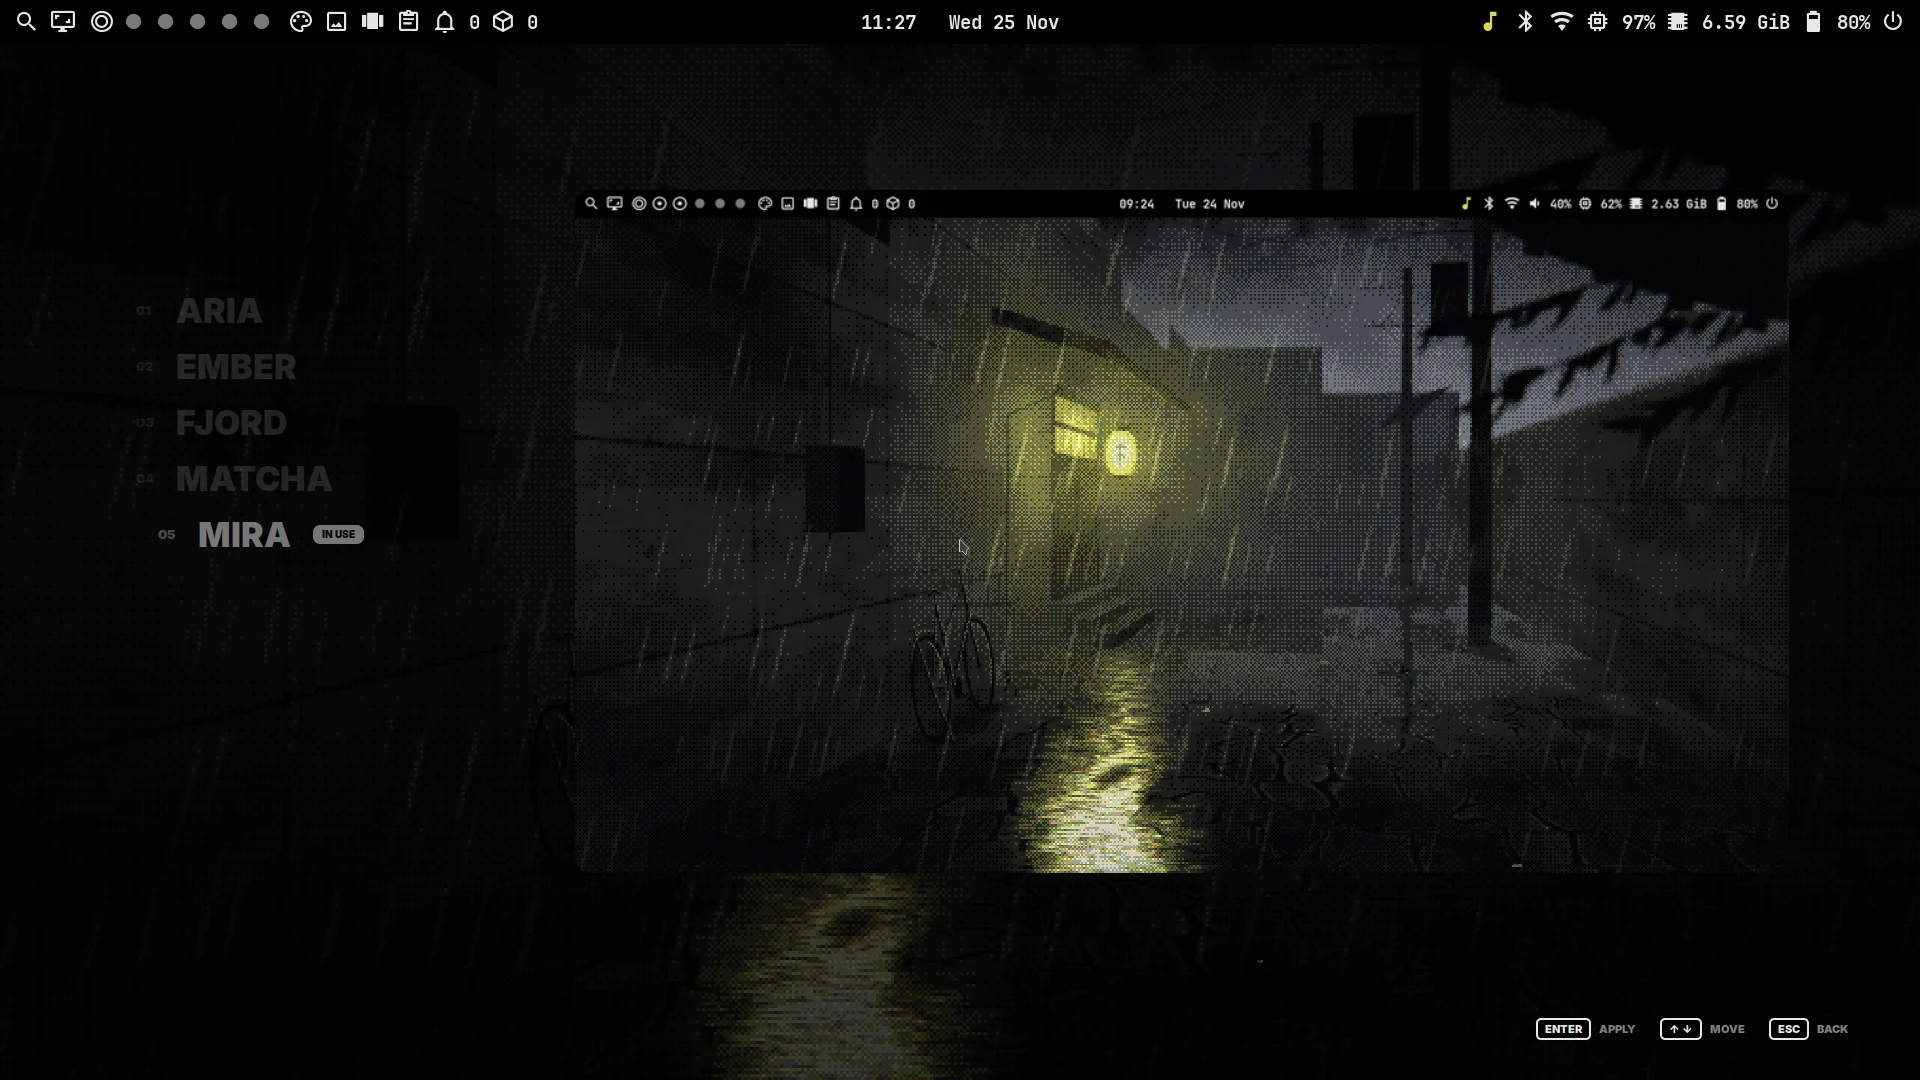 0 0 11:27 Wed 25 Nov 97% 6.59 GiB 80%
0 0 09:24 Tue 24 Nov 40% 62% 2.63 GiB 80%
01 ARIA
02 EMBER
03 FJORD
04 MATCHA
05 MIRA IN USE
ENTER APPLY ↑↓ MOVE ESC BACK